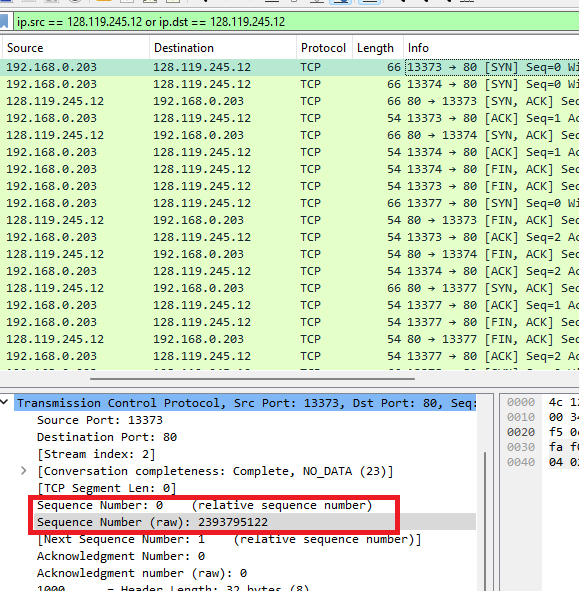 ip.src == 128.119.245.12 or ip.dst == 128.119.245.12
Source Destination Protocol Length Info
192.168.0.203 128.119.245.12 TCP 66 13373 → 80 [SYN] Seq=0 Wi
192.168.0.203 128.119.245.12 TCP 66 13374 → 80 [SYN] Seq=0 Wi
128.119.245.12 192.168.0.203 TCP 66 80 → 13373 [SYN, ACK] Se
192.168.0.203 128.119.245.12 TCP 54 13373 → 80 [ACK] Seq=1 A
128.119.245.12 192.168.0.203 TCP 66 80 → 13374 [SYN, ACK] Se
192.168.0.203 128.119.245.12 TCP 54 13374 → 80 [ACK] Seq=1 A
192.168.0.203 128.119.245.12 TCP 54 13374 → 80 [FIN, ACK] Se
192.168.0.203 128.119.245.12 TCP 54 13373 → 80 [FIN, ACK] Se
192.168.0.203 128.119.245.12 TCP 66 13377 → 80 [SYN] Seq=0 W
128.119.245.12 192.168.0.203 TCP 54 80 → 13373 [FIN, ACK] Se
192.168.0.203 128.119.245.12 TCP 54 13373 → 80 [ACK] Seq=2 A
128.119.245.12 192.168.0.203 TCP 54 80 → 13374 [FIN, ACK] Se
192.168.0.203 128.119.245.12 TCP 54 13374 → 80 [ACK] Seq=2 A
128.119.245.12 192.168.0.203 TCP 66 80 → 13377 [SYN, ACK] Se
192.168.0.203 128.119.245.12 TCP 54 13377 → 80 [ACK] Seq=1 A
192.168.0.203 128.119.245.12 TCP 54 13377 → 80 [FIN, ACK] Se
128.119.245.12 192.168.0.203 TCP 54 80 → 13377 [FIN, ACK] Se
192.168.0.203 128.119.245.12 TCP 54 13377 → 80 [ACK] Seq=2 A
Transmission Control Protocol, Src Port: 13373, Dst Port: 80, Seq:
Source Port: 13373
Destination Port: 80
[Stream index: 2]
[Conversation completeness: Complete, NO_DATA (23)]
[TCP Segment Len: 0]
Sequence Number: 0 (relative sequence number)
Sequence Number (raw): 2393795122
[Next Sequence Number: 1 (relative sequence number)]
Acknowledgment Number: 0
Acknowledgment number (raw): 0
1000 .... = Header Length: 32 bytes (8)
0000 4c 12
0010 00 34
0020 f5 0c
0030 fa f0
0040 04 02